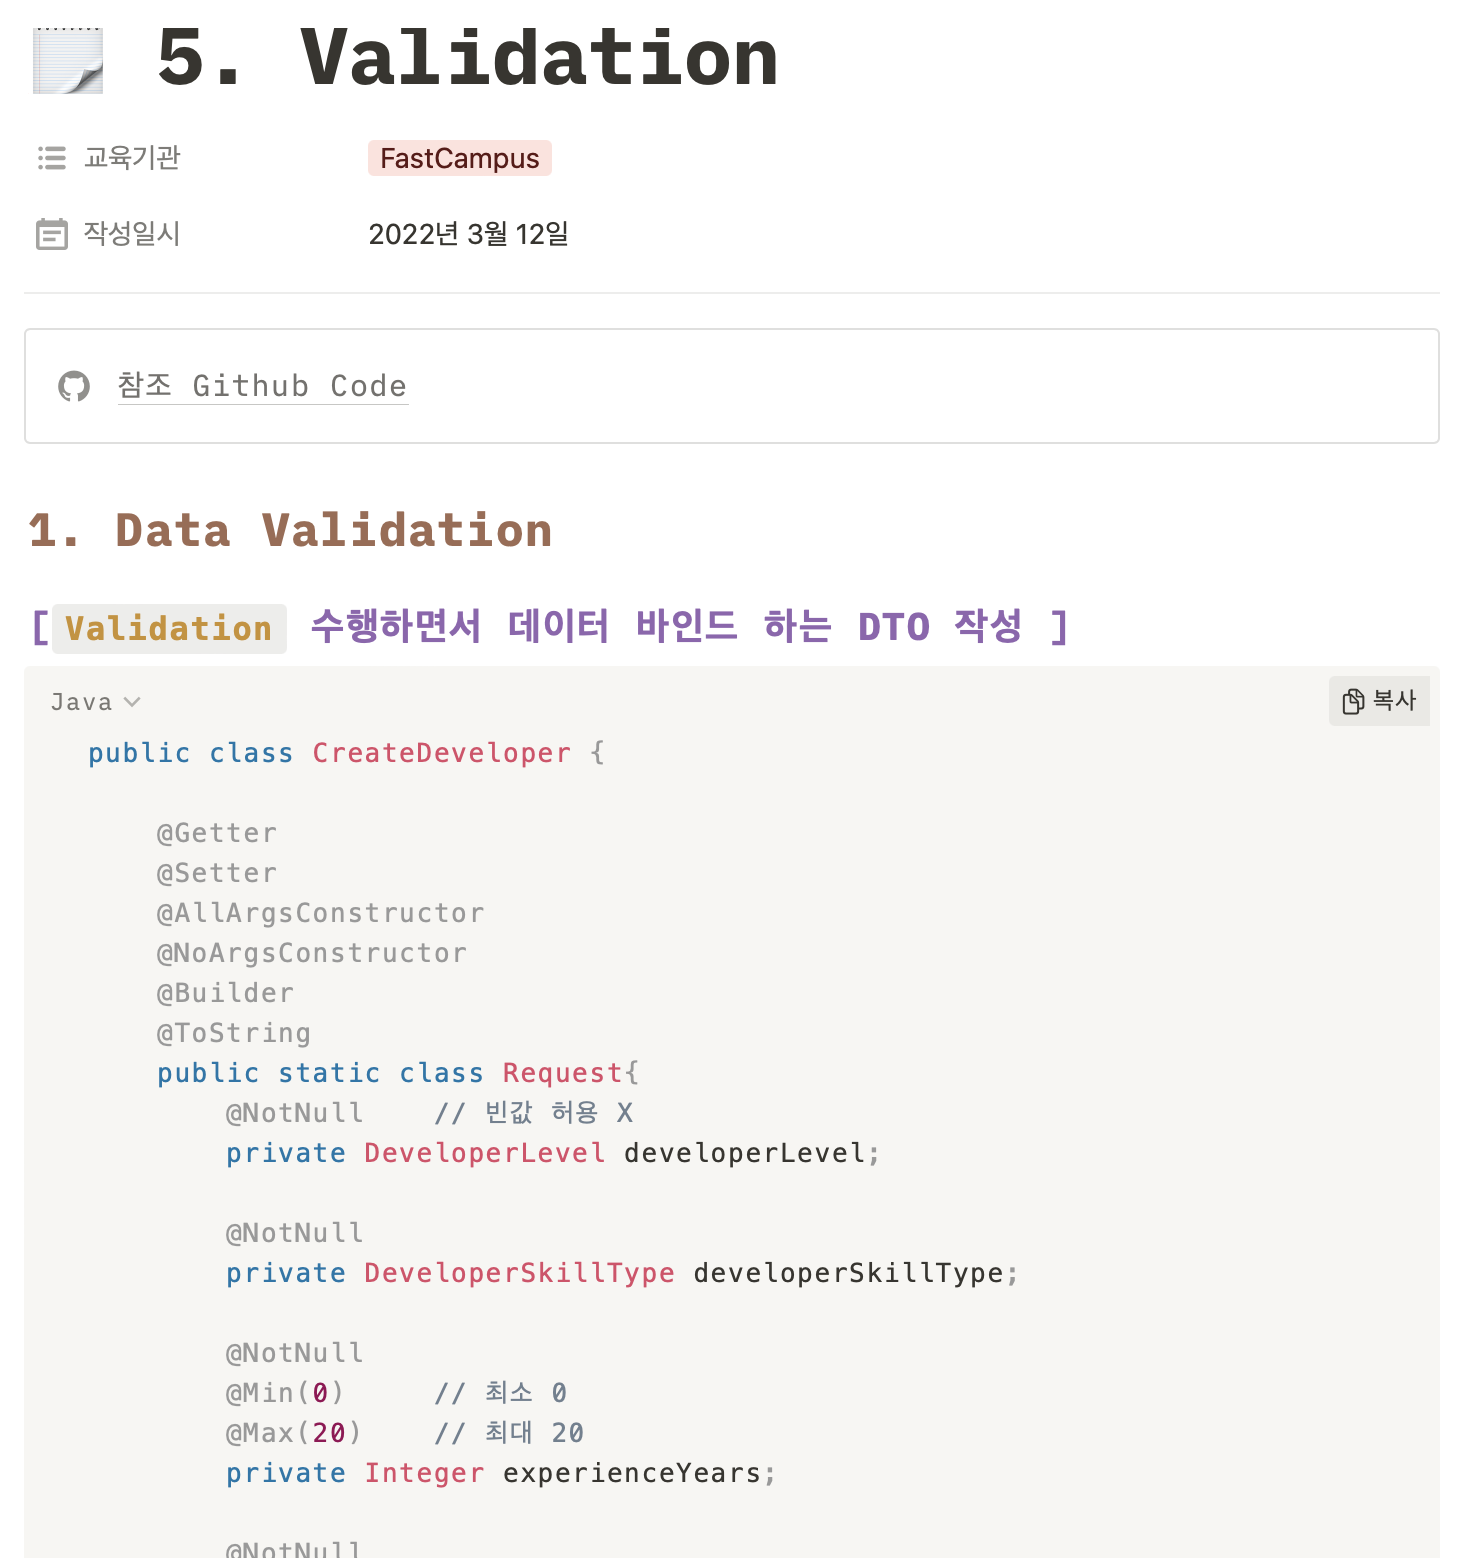 5. Validation
교육기관 FastCampus
작성일시 2022년 3월 12일
참조 Github Code
1. Data Validation
[ Validation 수행하면서 데이터 바인드 하는 DTO 작성 ]
Java 복사
public class CreateDeveloper {
@Getter
@Setter
@AllArgsConstructor
@NoArgsConstructor
@Builder
@ToString
public static class Request{
@NotNull // 빈값 허용 X
private DeveloperLevel developerLevel;
@NotNull
private DeveloperSkillType developerSkillType;
@NotNull
@Min(0) // 최소 0
@Max(20) // 최대 20
private Integer experienceYears;
@NotNull